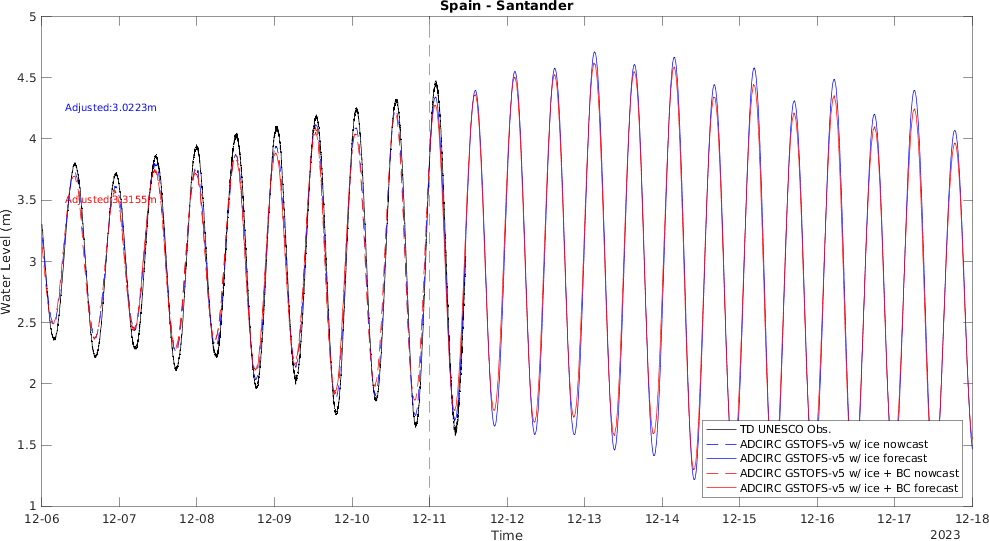 Spain - Santander
Water Level (m)
5
4.5
4
3.5
3
2.5
2
1.5
1
Adjusted:3.0223m
Adjusted:3.3155m
TD UNESCO Obs.
ADCIRC GSTOFS-v5 w/ ice nowcast
ADCIRC GSTOFS-v5 w/ ice forecast
ADCIRC GSTOFS-v5 w/ ice + BC nowcast
ADCIRC GSTOFS-v5 w/ ice + BC forecast
12-06 12-07 12-08 12-09 12-10 12-11 12-12 12-13 12-14 12-15 12-16 12-17 12-18
Time
2023